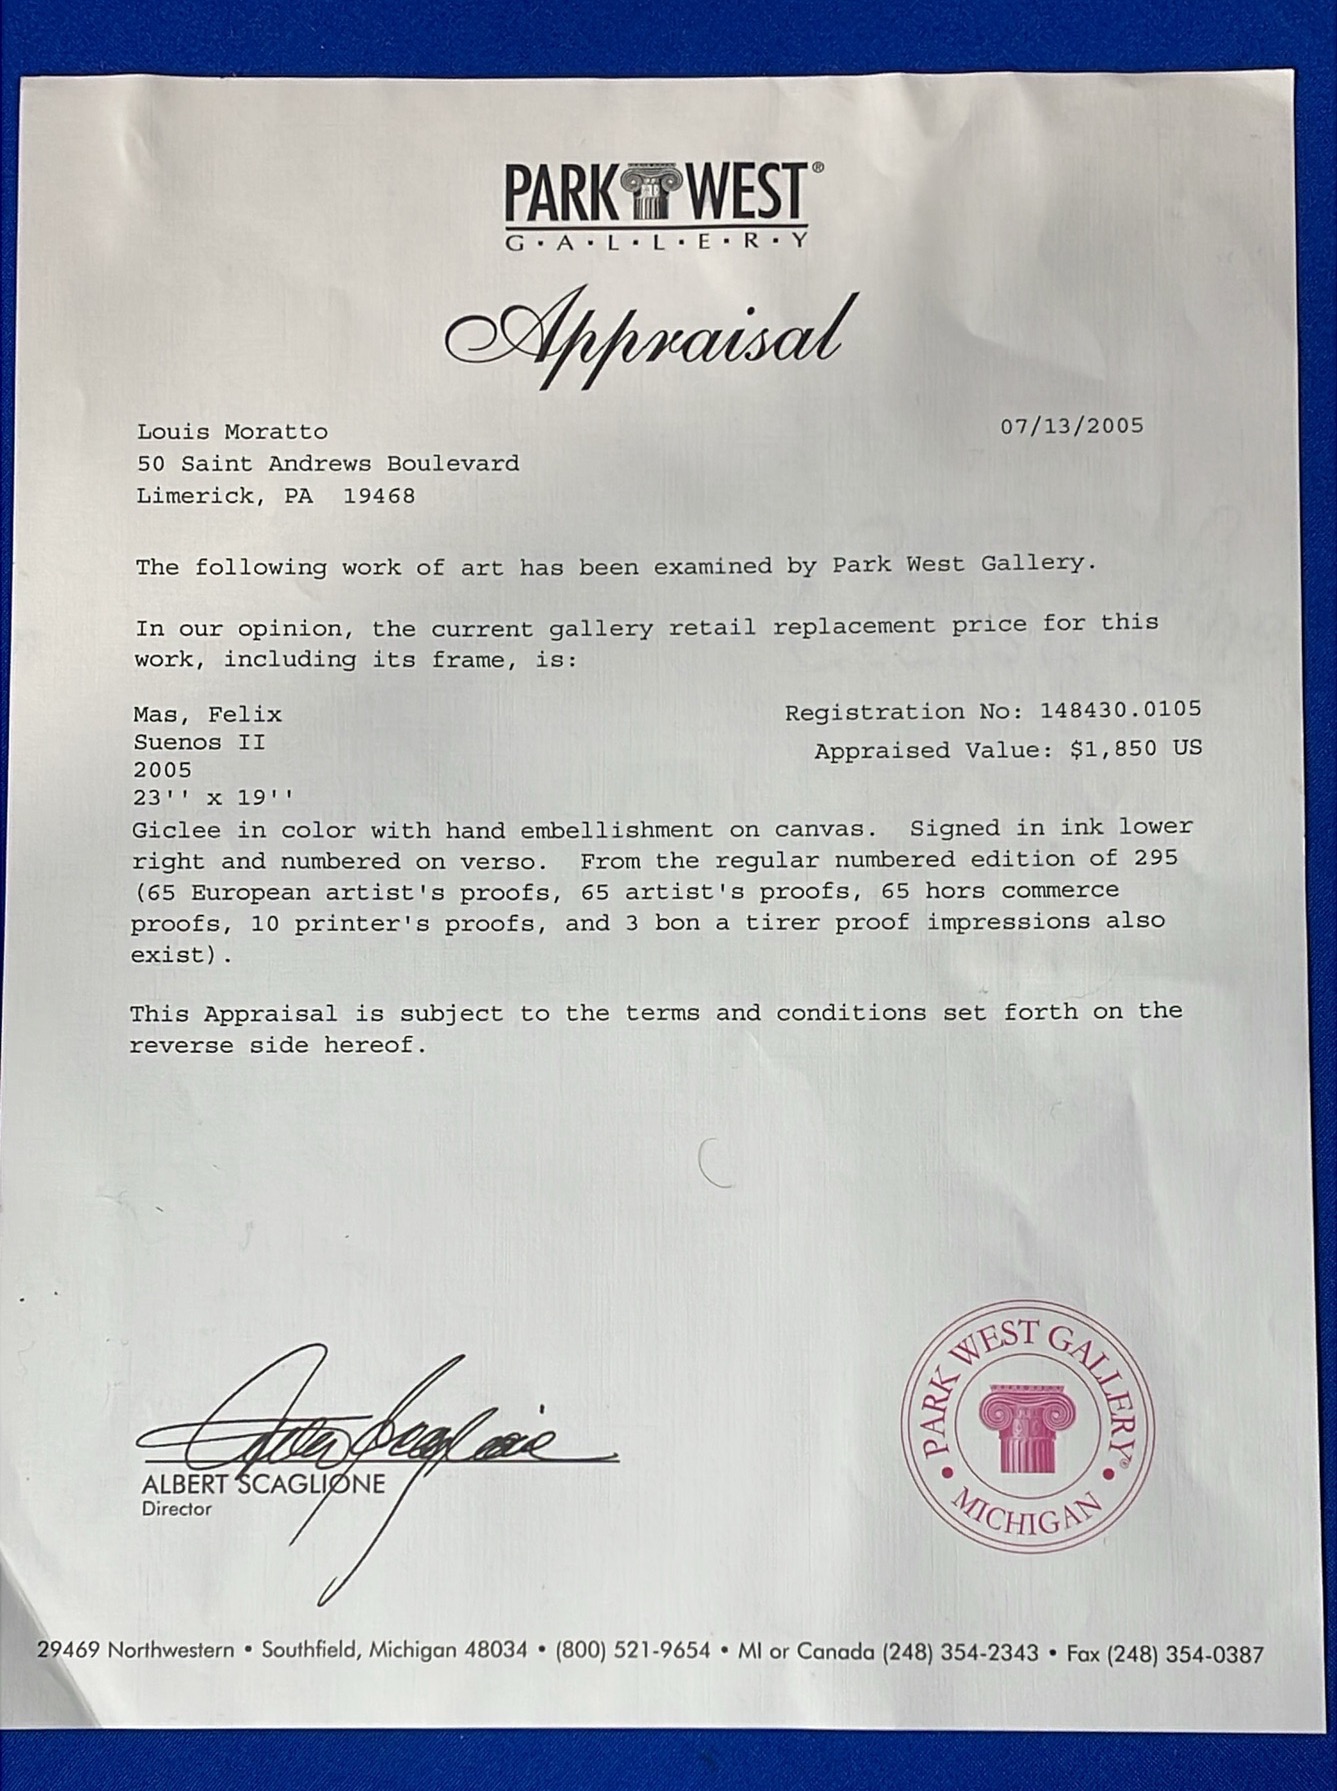 PARK WEST®
G•A•L•L•E•R•Y
Appraisal
Louis Moratto
07/13/2005
50 Saint Andrews Boulevard
Limerick, PA  19468
The following work of art has been examined by Park West Gallery.
In our opinion, the current gallery retail replacement price for this
work, including its frame, is:
Mas, Felix
Registration No: 148430.0105
Suenos II
Appraised Value: $1,850 US
2005
23'' x 19''
Giclee in color with hand embellishment on canvas.  Signed in ink lower
right and numbered on verso.  From the regular numbered edition of 295
(65 European artist's proofs, 65 artist's proofs, 65 hors commerce
proofs, 10 printer's proofs, and 3 bon a tirer proof impressions also
exist).
This Appraisal is subject to the terms and conditions set forth on the
reverse side hereof.
Albert Scaglione
ALBERT SCAGLIONE
Director
PARK WEST GALLERY®
• MICHIGAN •
29469 Northwestern • Southfield, Michigan 48034 • (800) 521-9654 • MI or Canada (248) 354-2343 • Fax (248) 354-0387